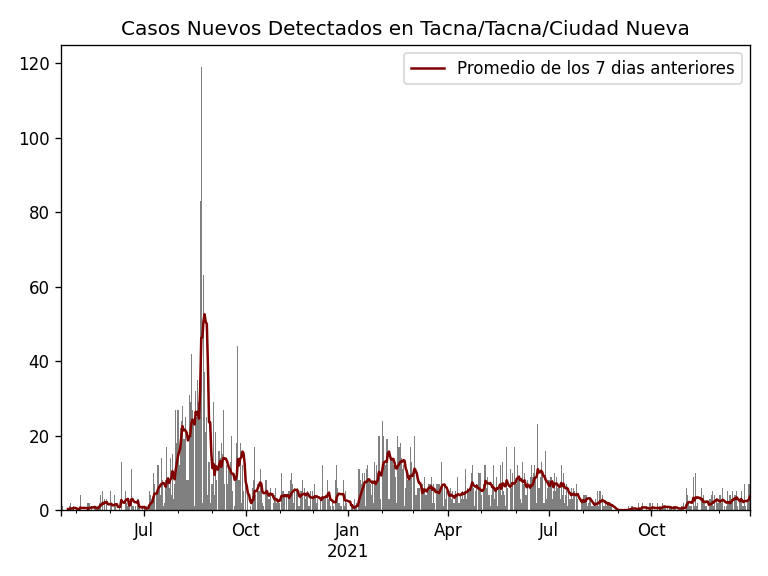 Casos Nuevos Detectados en Tacna/Tacna/Ciudad Nueva
Promedio de los 7 dias anteriores
120
100
80
60
40
20
0
Jul
Oct
Jan
2021
Apr
Jul
Oct